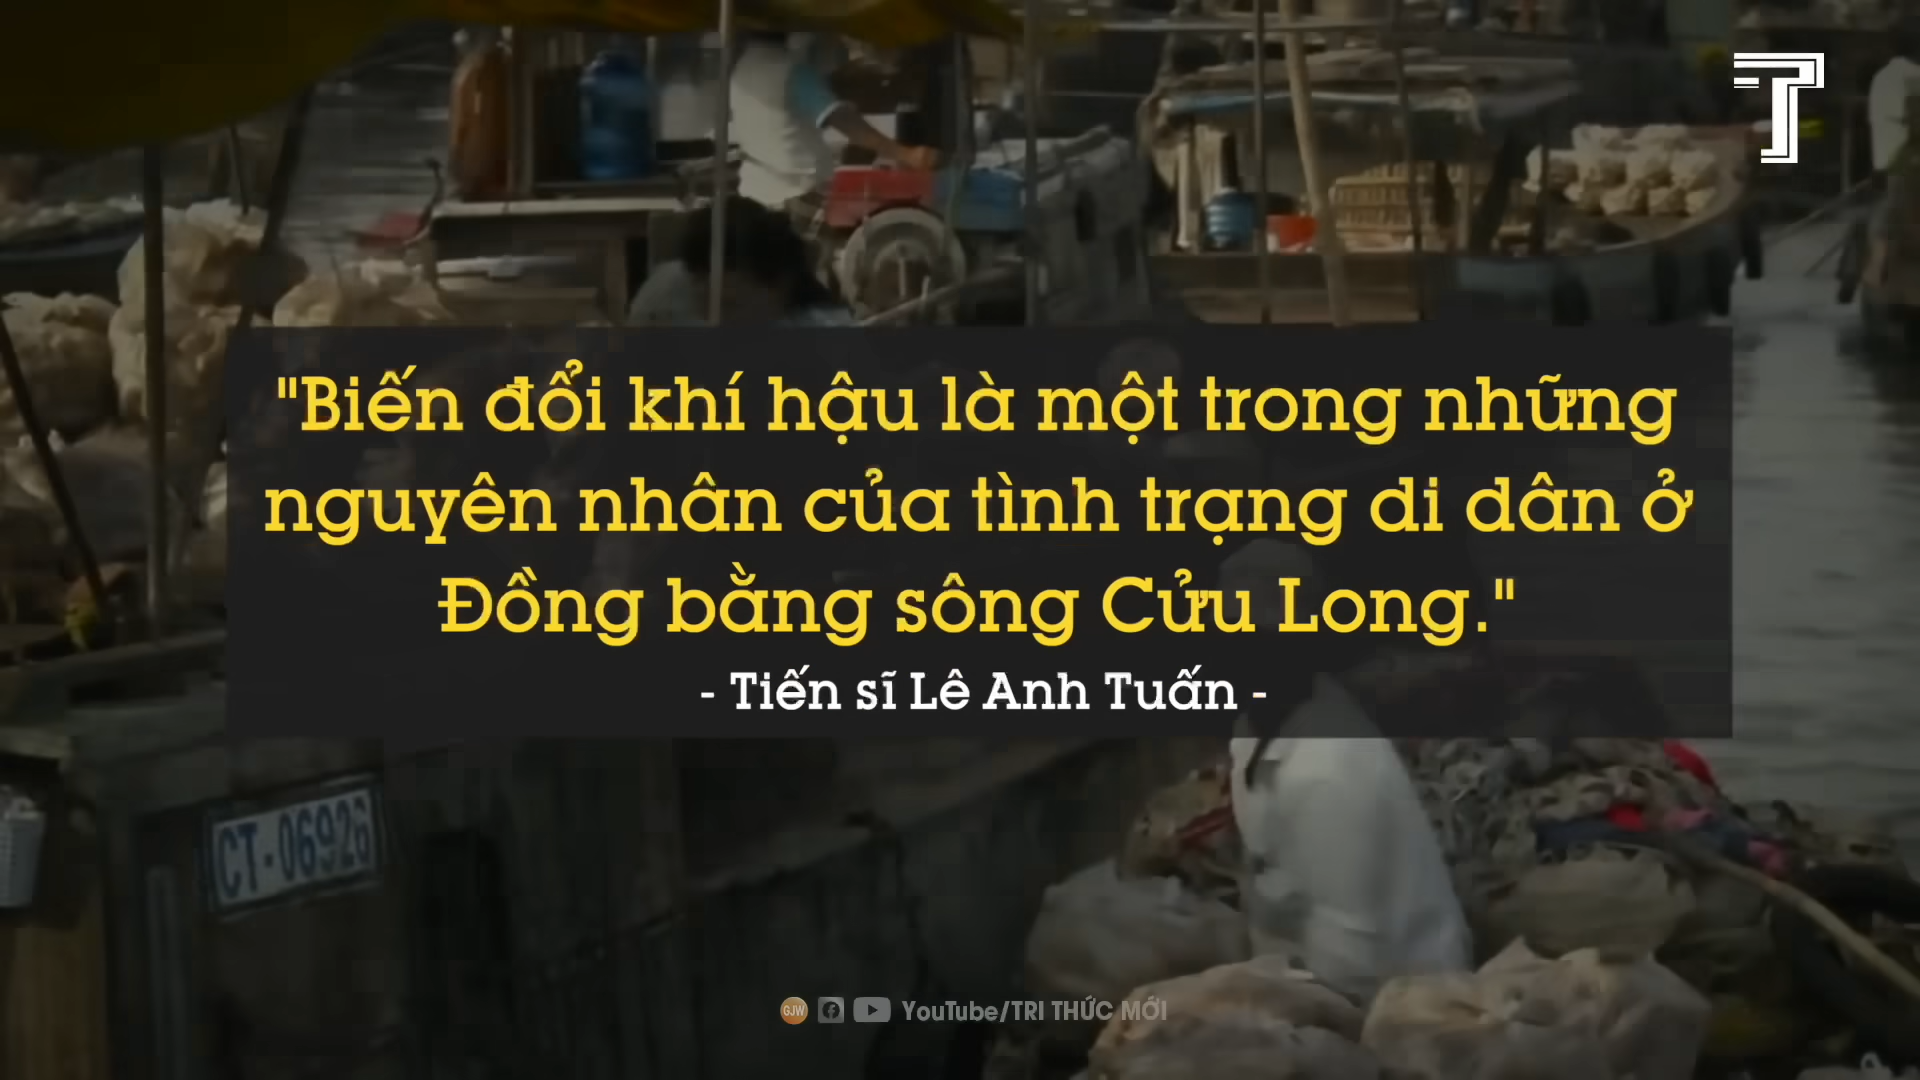 "Biến đổi khí hậu là một trong những
nguyên nhân của tình trạng di dân ở
Đồng bằng sông Cửu Long."
- Tiến sĩ Lê Anh Tuấn -
CT-06926
GJW YouTube/TRI THỨC MỚI